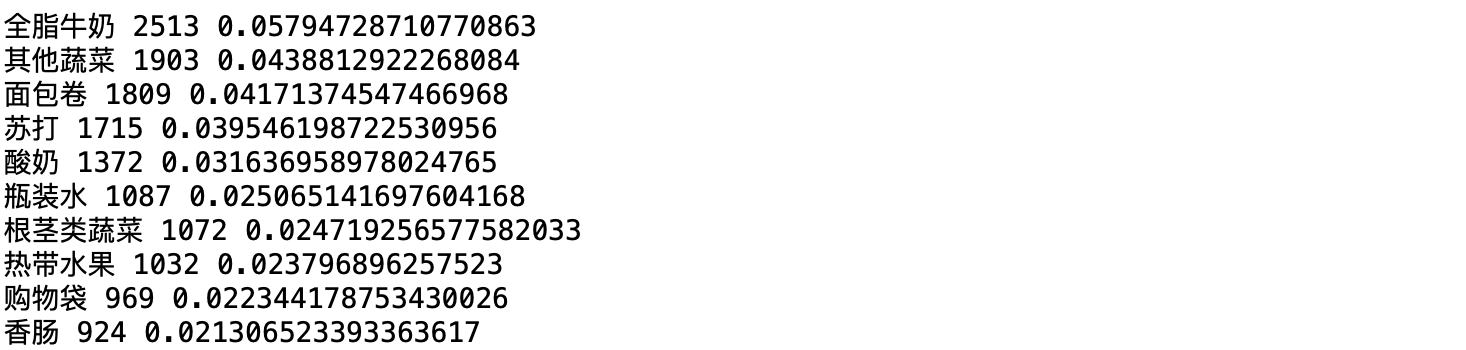 全脂牛奶 2513 0.05794728710770863
其他蔬菜 1903 0.0438812922268084
面包卷 1809 0.04171374547466968
苏打 1715 0.039546198722530956
酸奶 1372 0.031636958978024765
瓶装水 1087 0.025065141697604168
根茎类蔬菜 1072 0.024719256577582033
热带水果 1032 0.023796896257523
购物袋 969 0.022344178753430026
香肠 924 0.021306523393363617